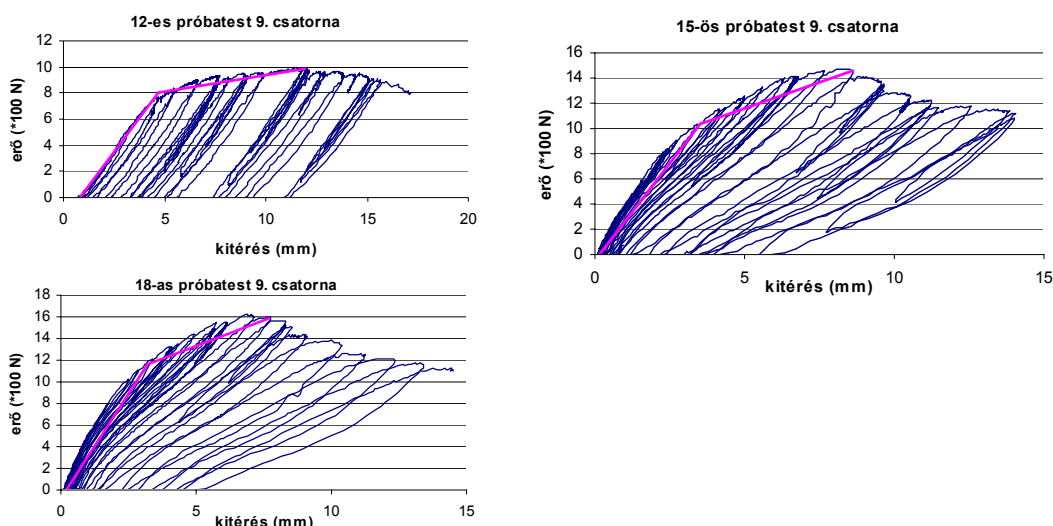 12-es próbatest 9. csatorna
12
10
8
6
4
2
0
0 5 10 15 20
erő (*100 N)
kitérés (mm)
15-ös próbatest 9. csatorna
16
14
12
10
8
6
4
2
0
0 5 10 15
erő (*100 N)
kitérés (mm)
18-as próbatest 9. csatorna
18
16
14
12
10
8
6
4
2
0
0 5 10 15
erő (*100 N)
kitérés (mm)